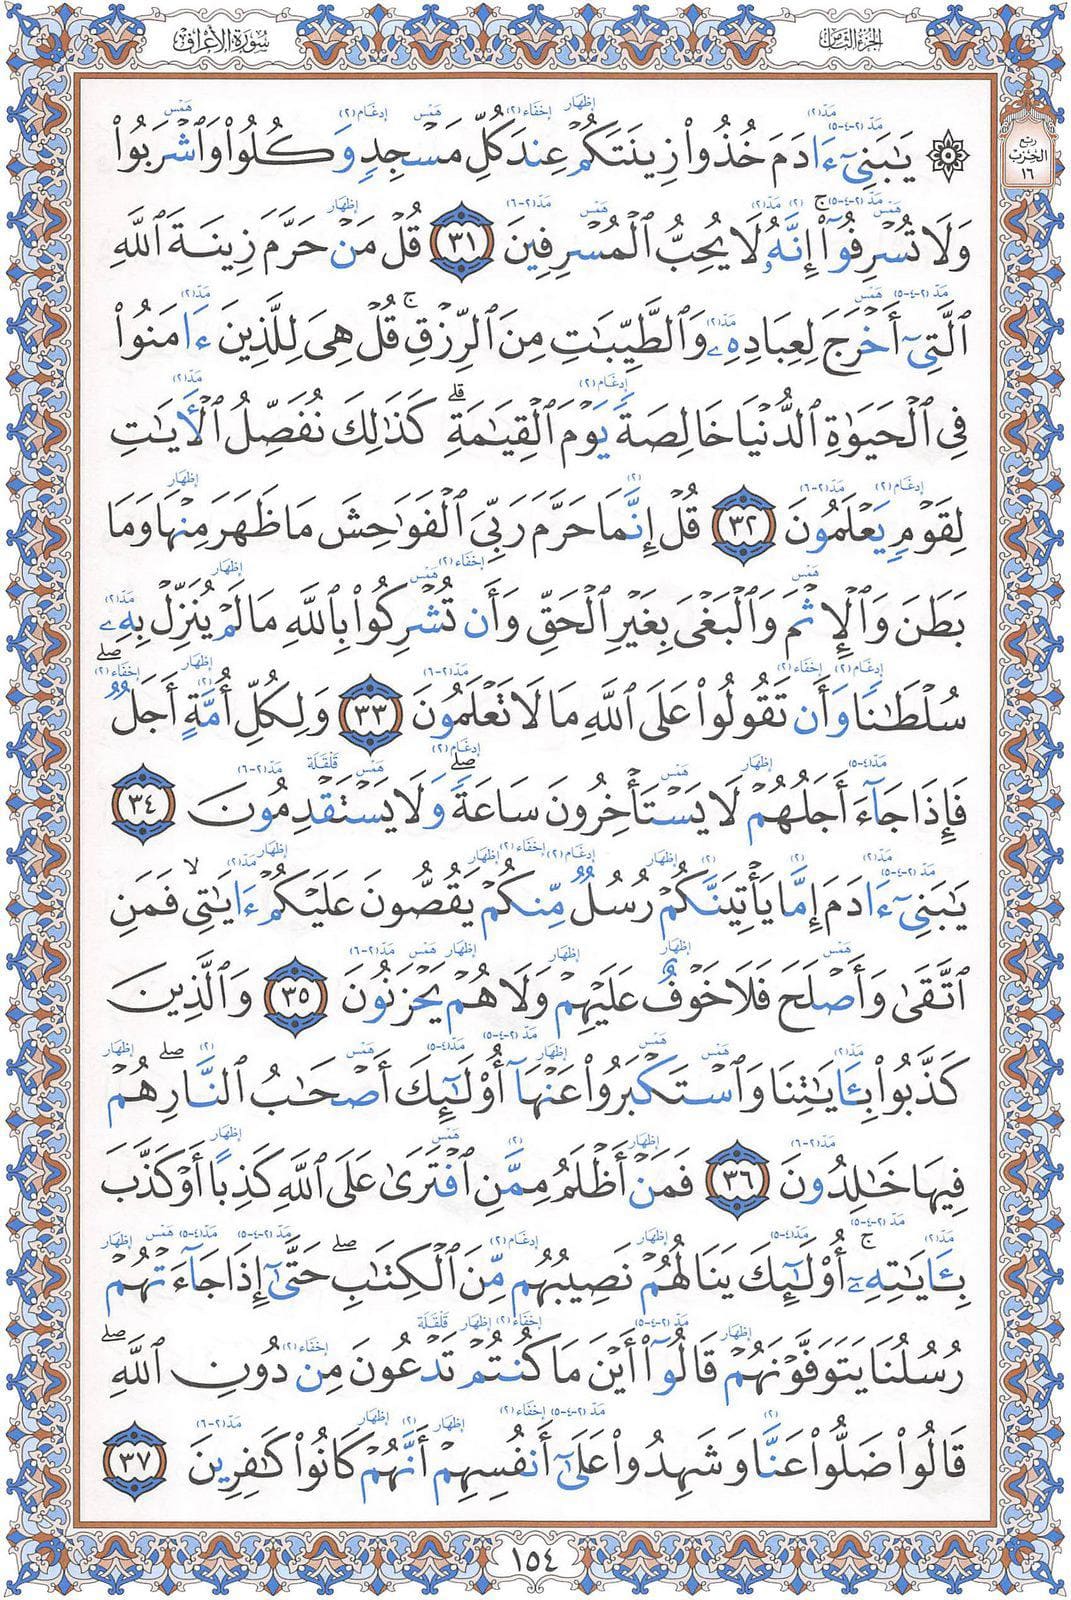 الجزء الثامن
سورة الأعراف
ربع الحزب ١٦
۞ يَٰبَنِىٓ ءَادَمَ خُذُوا۟ زِينَتَكُمْ عِندَ كُلِّ مَسْجِدٍ وَكُلُوا۟ وَٱشْرَبُوا۟
وَلَا تُسْرِفُوٓا۟ ۚ إِنَّهُۥ لَا يُحِبُّ ٱلْمُسْرِفِينَ ٣١ قُلْ مَنْ حَرَّمَ زِينَةَ ٱللَّهِ
ٱلَّتِىٓ أَخْرَجَ لِعِبَادِهِۦ وَٱلطَّيِّبَٰتِ مِنَ ٱلرِّزْقِ ۚ قُلْ هِىَ لِلَّذِينَ ءَامَنُوا۟
فِى ٱلْحَيَوٰةِ ٱلدُّنْيَا خَالِصَةً يَوْمَ ٱلْقِيَٰمَةِ ۗ كَذَٰلِكَ نُفَصِّلُ ٱلْءَايَٰتِ
لِقَوْمٍ يَعْلَمُونَ ٣٢ قُلْ إِنَّمَا حَرَّمَ رَبِّىَ ٱلْفَوَٰحِشَ مَا ظَهَرَ مِنْهَا وَمَا
بَطَنَ وَٱلْإِثْمَ وَٱلْبَغْىَ بِغَيْرِ ٱلْحَقِّ وَأَن تُشْرِكُوا۟ بِٱللَّهِ مَا لَمْ يُنَزِّلْ بِهِۦ
سُلْطَٰنًا وَأَن تَقُولُوا۟ عَلَى ٱللَّهِ مَا لَا تَعْلَمُونَ ٣٣ وَلِكُلِّ أُمَّةٍ أَجَلٌ ۖ
فَإِذَا جَآءَ أَجَلُهُمْ لَا يَسْتَأْخِرُونَ سَاعَةً ۖ وَلَا يَسْتَقْدِمُونَ ٣٤
يَٰبَنِىٓ ءَادَمَ إِمَّا يَأْتِيَنَّكُمْ رُسُلٌ مِّنكُمْ يَقُصُّونَ عَلَيْكُمْ ءَايَٰتِى ۙ فَمَنِ
ٱتَّقَىٰ وَأَصْلَحَ فَلَا خَوْفٌ عَلَيْهِمْ وَلَا هُمْ يَحْزَنُونَ ٣٥ وَٱلَّذِينَ
كَذَّبُوا۟ بِـَٔايَٰتِنَا وَٱسْتَكْبَرُوا۟ عَنْهَآ أُو۟لَٰٓئِكَ أَصْحَٰبُ ٱلنَّارِ ۖ هُمْ
فِيهَا خَٰلِدُونَ ٣٦ فَمَنْ أَظْلَمُ مِمَّنِ ٱفْتَرَىٰ عَلَى ٱللَّهِ كَذِبًا أَوْ كَذَّبَ
بِـَٔايَٰتِهِۦٓ ۚ أُو۟لَٰٓئِكَ يَنَالُهُمْ نَصِيبُهُم مِّنَ ٱلْكِتَٰبِ ۖ حَتَّىٰٓ إِذَا جَآءَتْهُمْ
رُسُلُنَا يَتَوَفَّوْنَهُمْ قَالُوٓا۟ أَيْنَ مَا كُنتُمْ تَدْعُونَ مِن دُونِ ٱللَّهِ ۖ
قَالُوا۟ ضَلُّوا۟ عَنَّا وَشَهِدُوا۟ عَلَىٰٓ أَنفُسِهِمْ أَنَّهُمْ كَانُوا۟ كَٰفِرِينَ ٣٧
١٥٤